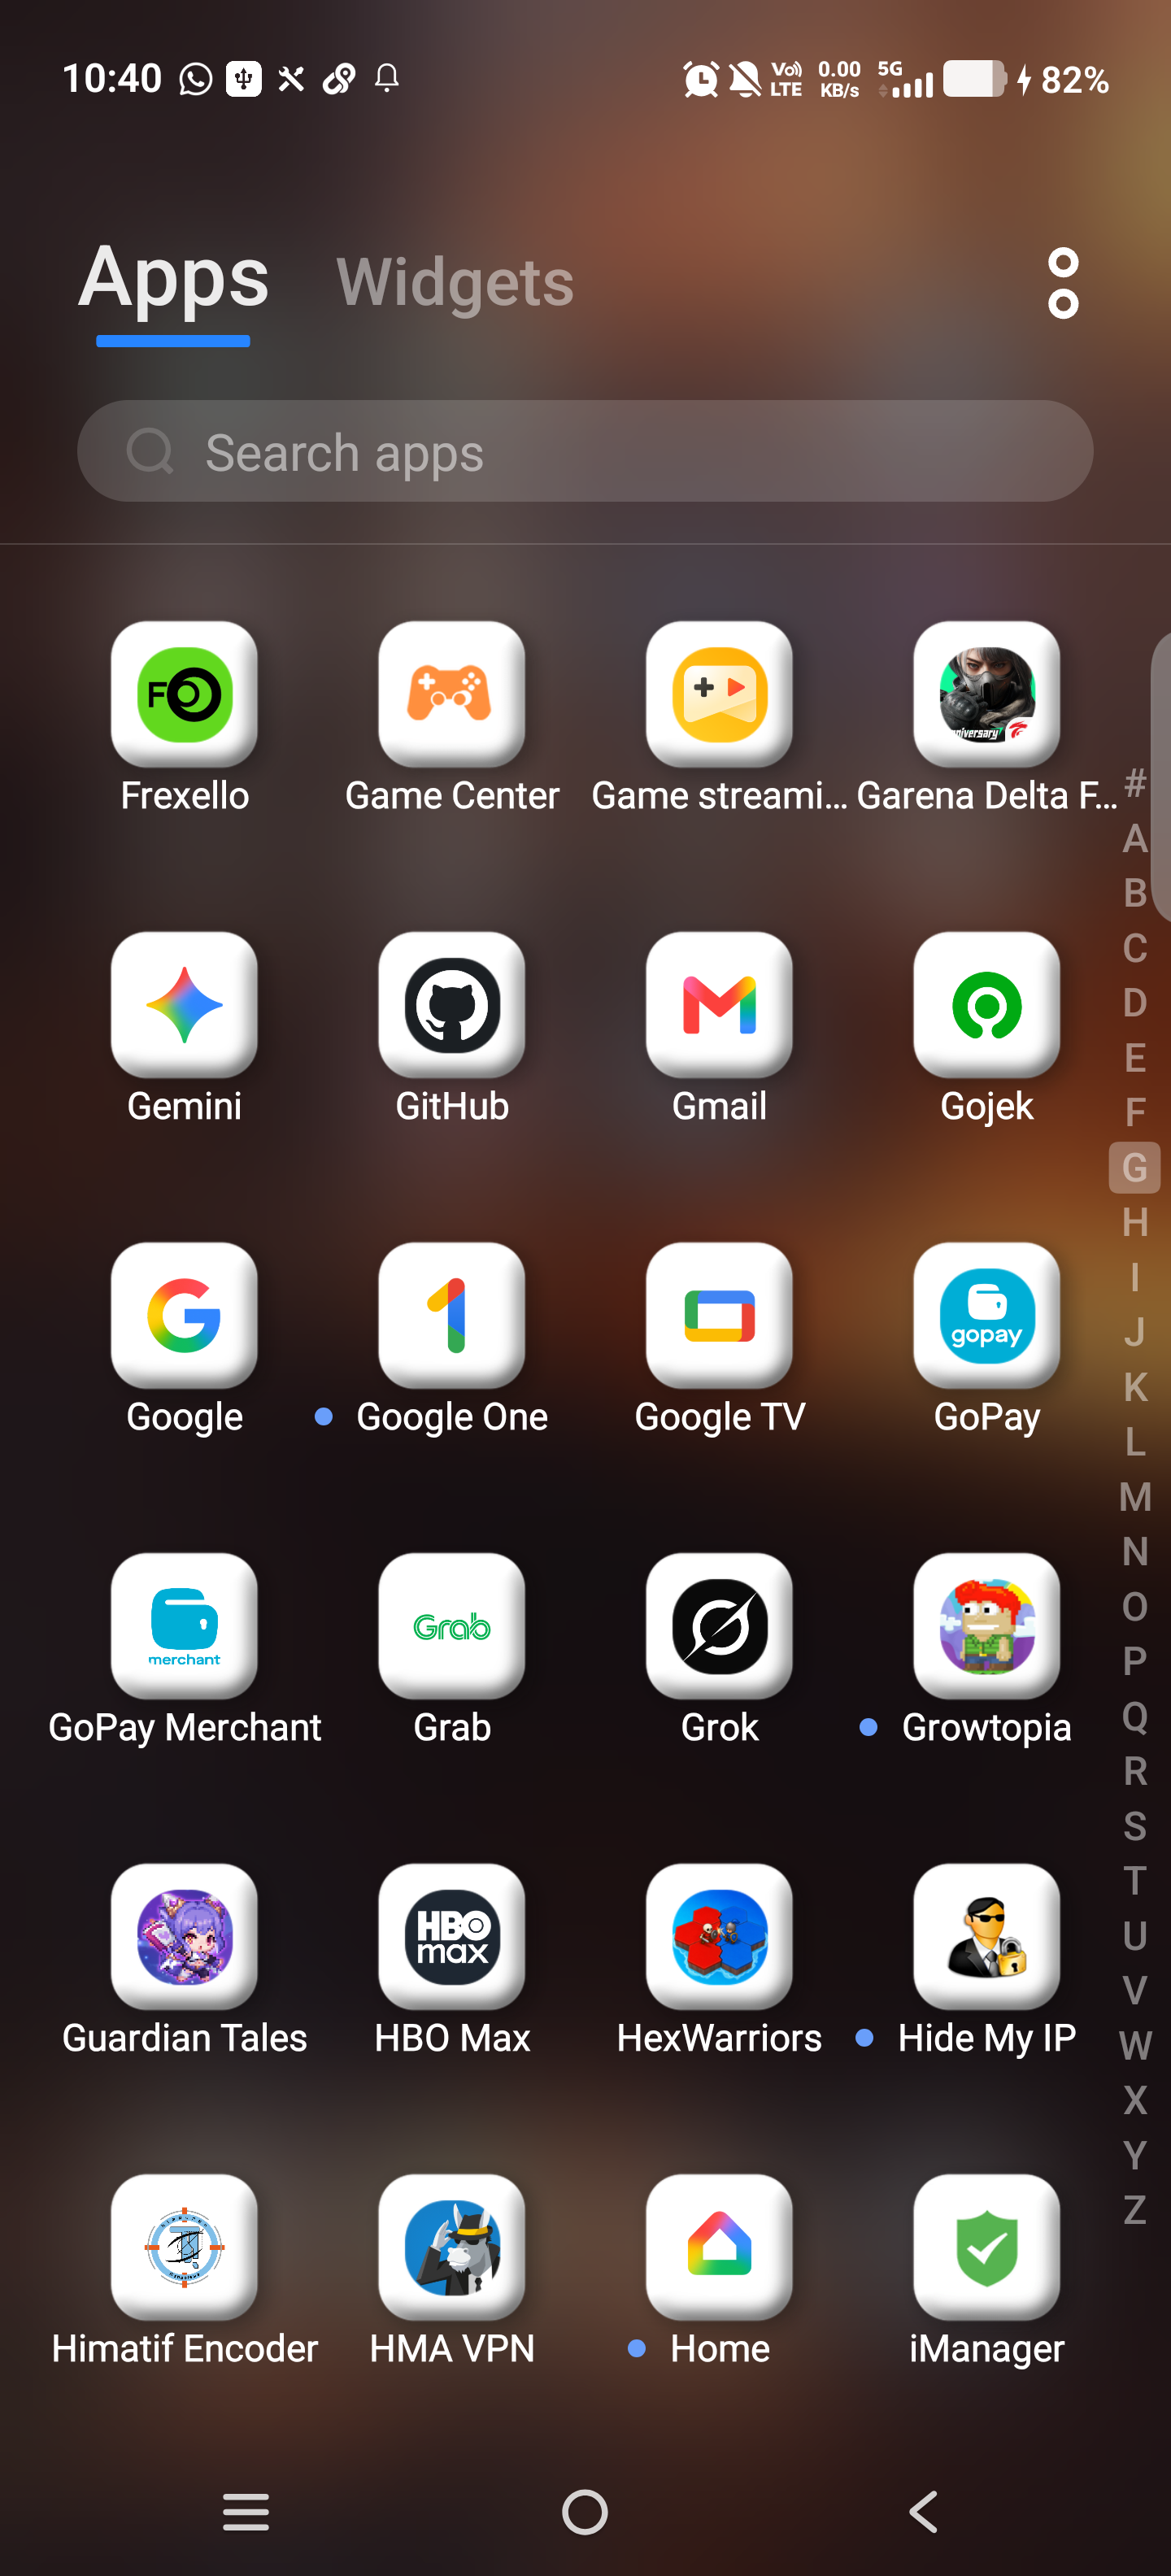 10:40
Vo) LTE
0.00 KB/s
5G
82%
Apps Widgets
Search apps
FO
niversary
Frexello Game Center Game streami... Garena Delta F...
Gemini GitHub Gmail Gojek
gopay
Google Google One Google TV GoPay
merchant Grab
GoPay Merchant Grab Grok Growtopia
HBO max
Guardian Tales HBO Max HexWarriors Hide My IP
Himatif Encoder HMA VPN Home iManager
#
A
B
C
D
E
F
G
H
I
J
K
L
M
N
O
P
Q
R
S
T
U
V
W
X
Y
Z